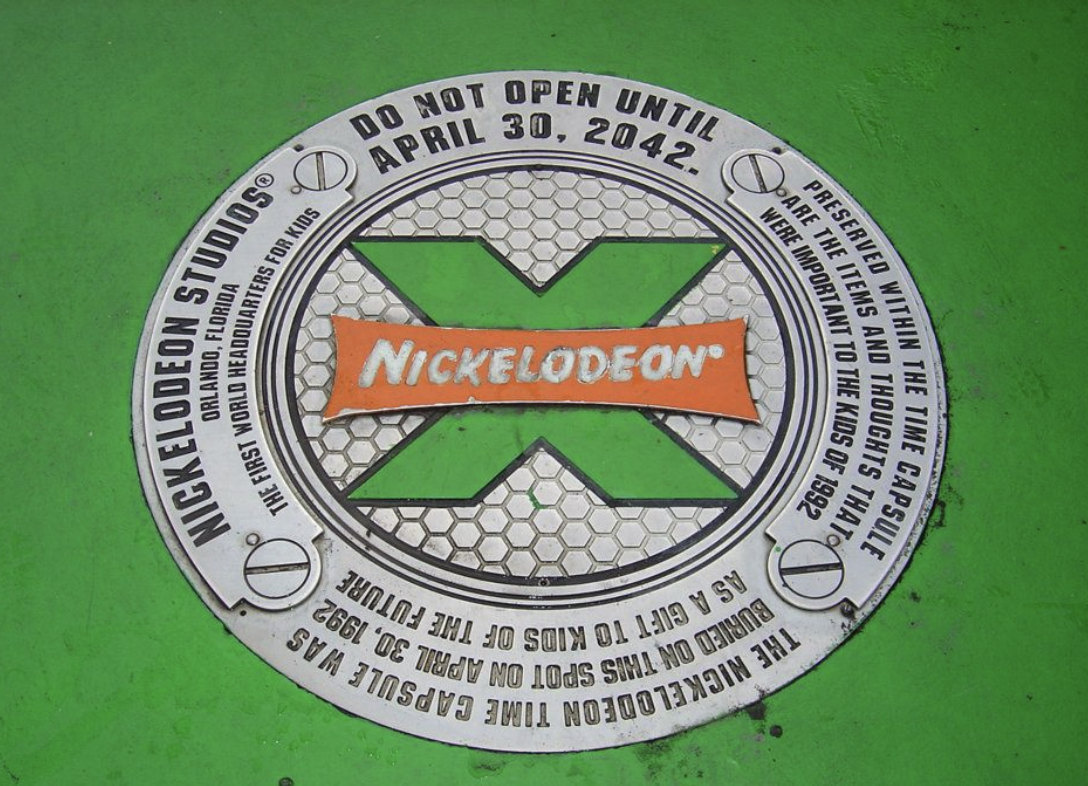 DO NOT OPEN UNTIL
APRIL 30, 2042.
PRESERVED WITHIN THE TIME CAPSULE
ARE THE ITEMS AND THOUGHTS THAT
WERE IMPORTANT TO THE KIDS OF 1992
THE NICKELODEON TIME CAPSULE WAS
BURIED ON THIS SPOT ON APRIL 30, 1992
AS A GIFT TO KIDS OF THE FUTURE
NICKELODEON STUDIOS®
ORLANDO, FLORIDA
THE FIRST WORLD HEADQUARTERS FOR KIDS
NICKELODEON®